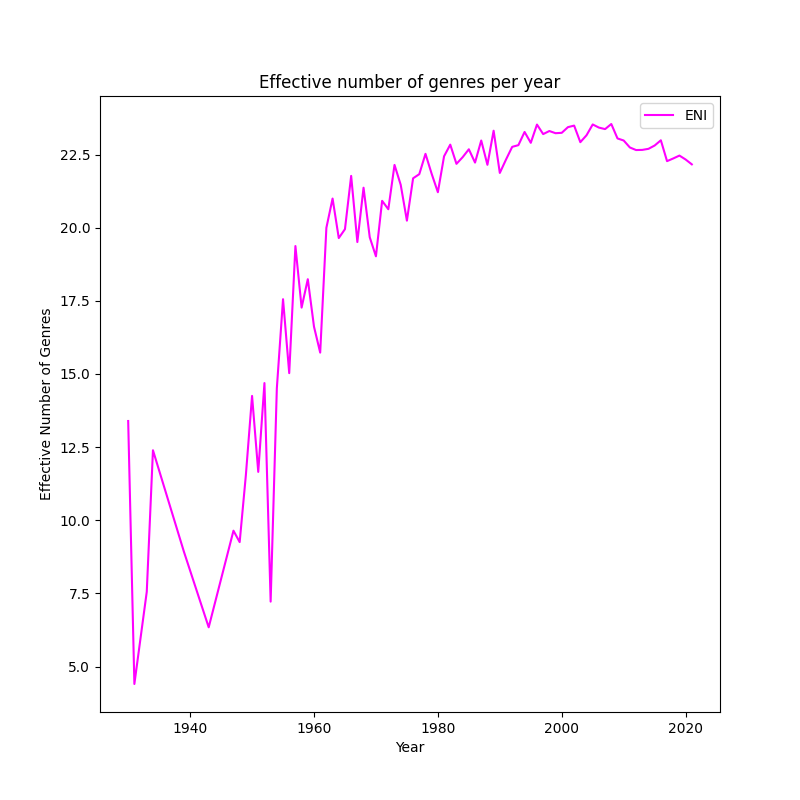 Effective number of genres per year
ENI
22.5
20.0
17.5
15.0
12.5
10.0
7.5
5.0
Effective Number of Genres
1940 1960 1980 2000 2020
Year